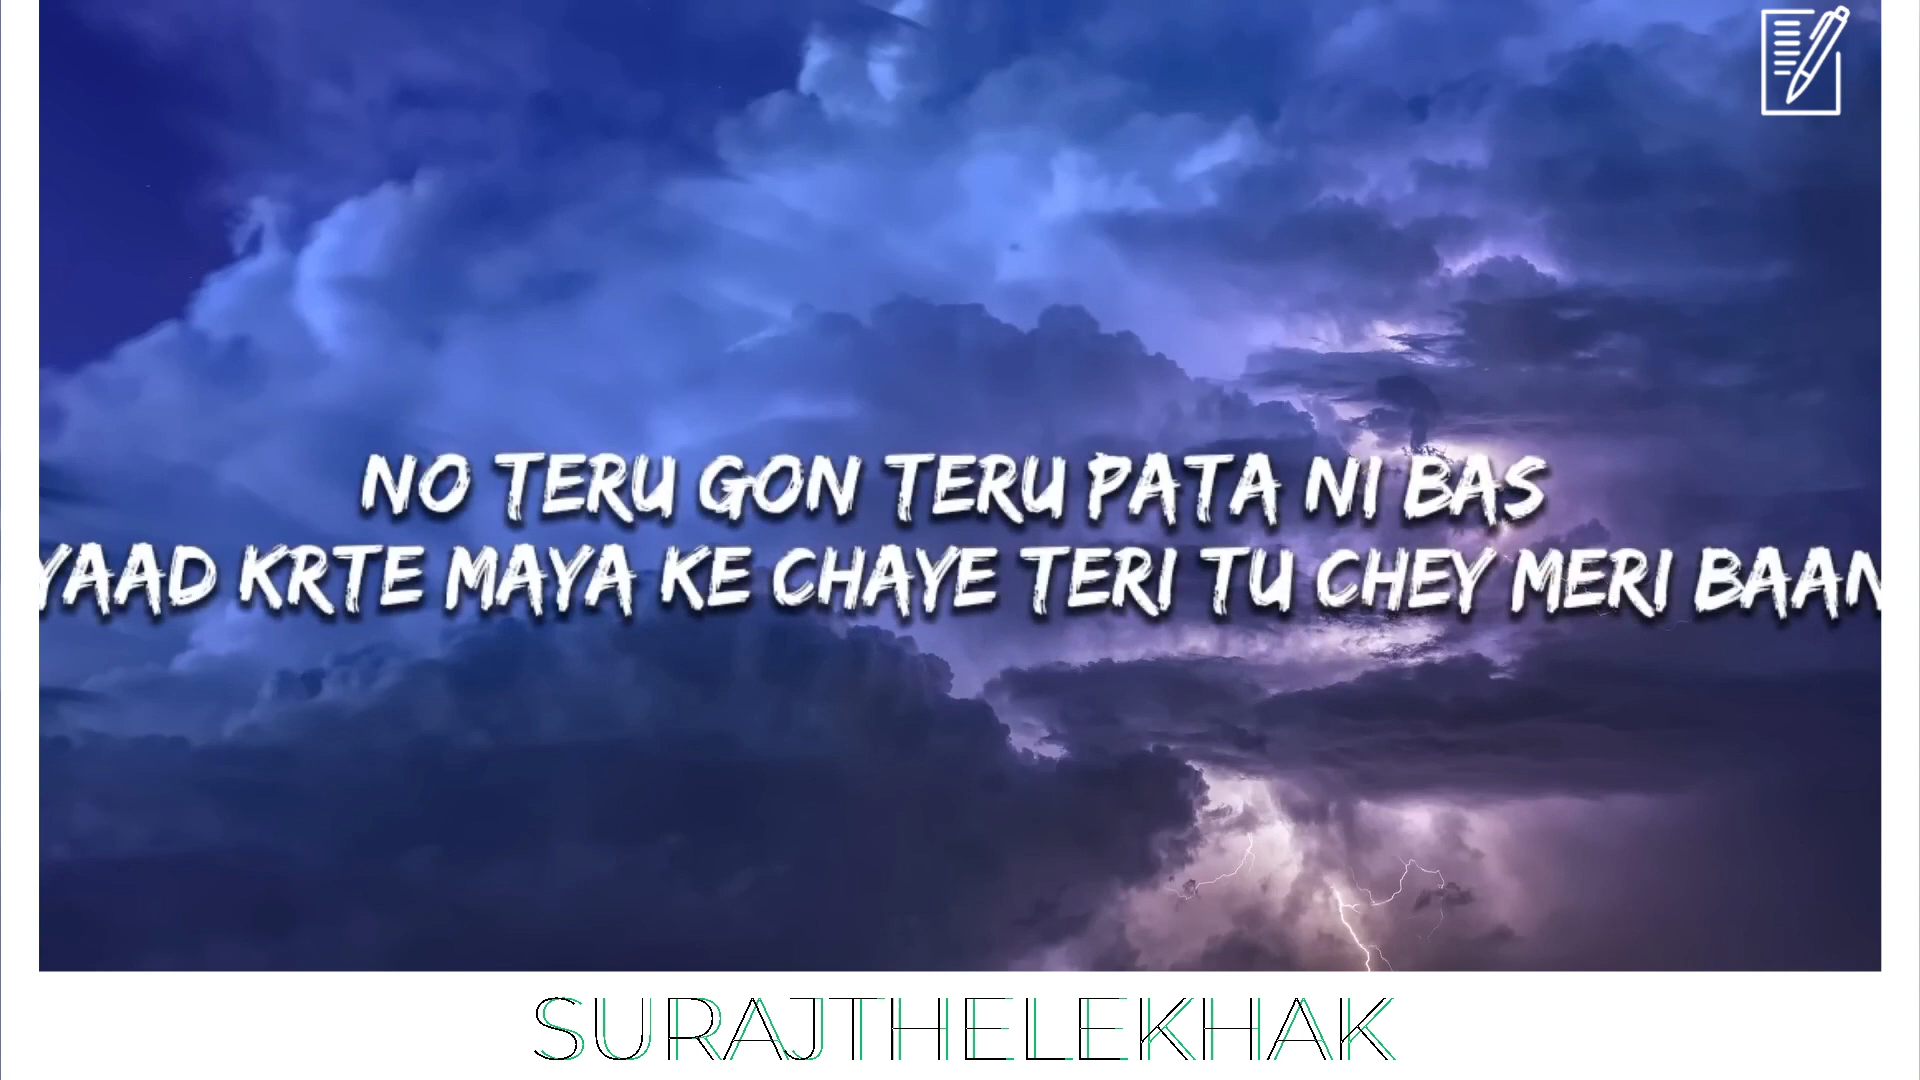 NO TERU GON TERU PATA NI BAS
YAAD KRTE MAYA KE CHAYE TERI TU CHEY MERI BAAN
SURAJTHELEKHAK